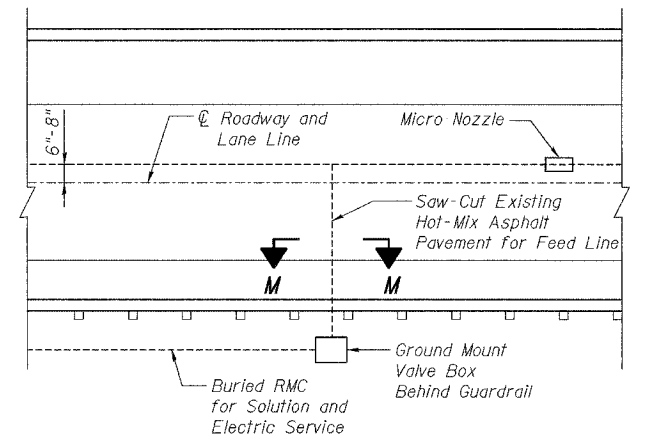 6"-8"
℄ Roadway and
Lane Line
Micro Nozzle
Saw-Cut Existing
Hot-Mix Asphalt
Pavement for Feed Line
M M
Ground Mount
Valve Box
Behind Guardrail
Buried RMC
for Solution and
Electric Service